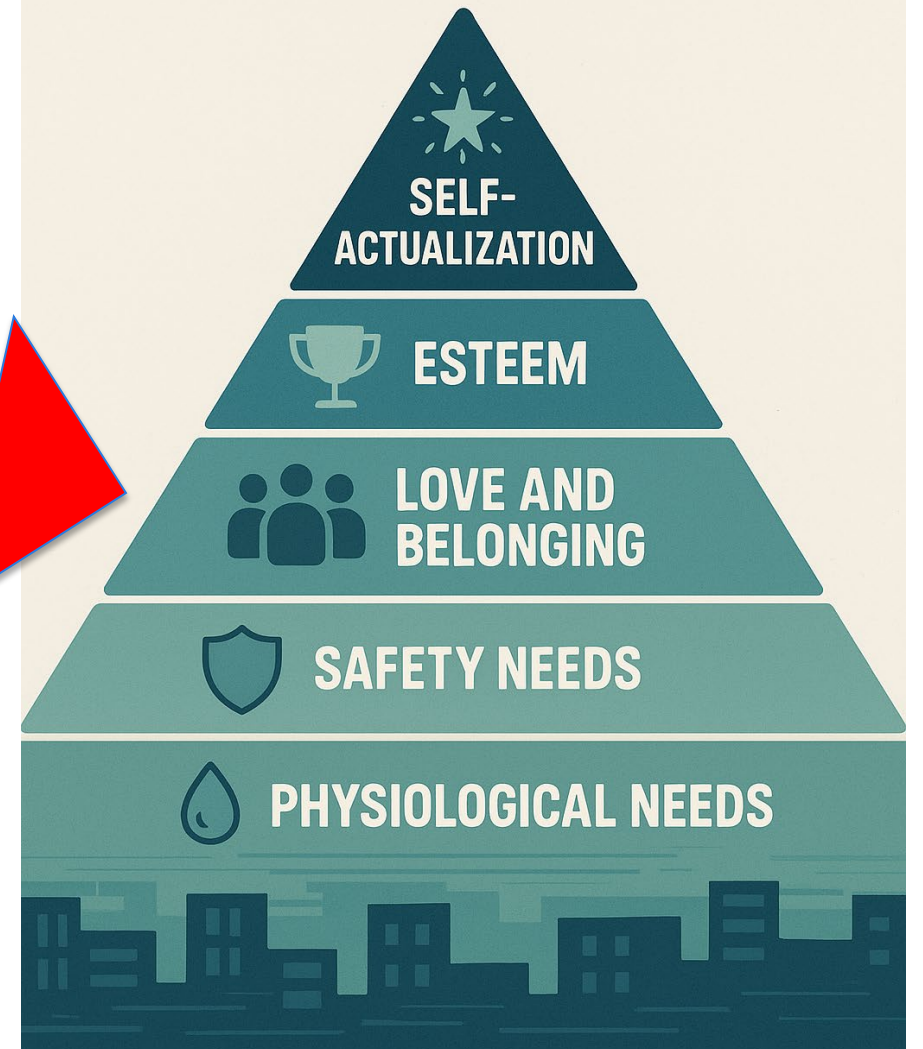 SELF-
ACTUALIZATION
ESTEEM
LOVE AND
BELONGING
SAFETY NEEDS
PHYSIOLOGICAL NEEDS